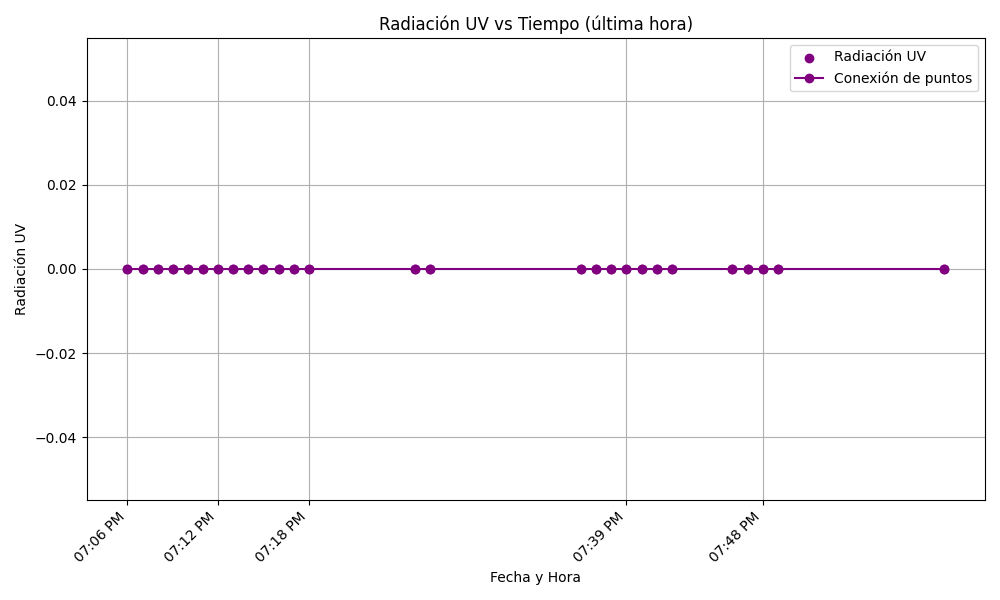 Radiación UV vs Tiempo (última hora)
Radiación UV
Conexión de puntos
0.04
0.02
0.00
−0.02
−0.04
Radiación UV
07:06 PM
07:12 PM
07:18 PM
07:39 PM
07:48 PM
Fecha y Hora